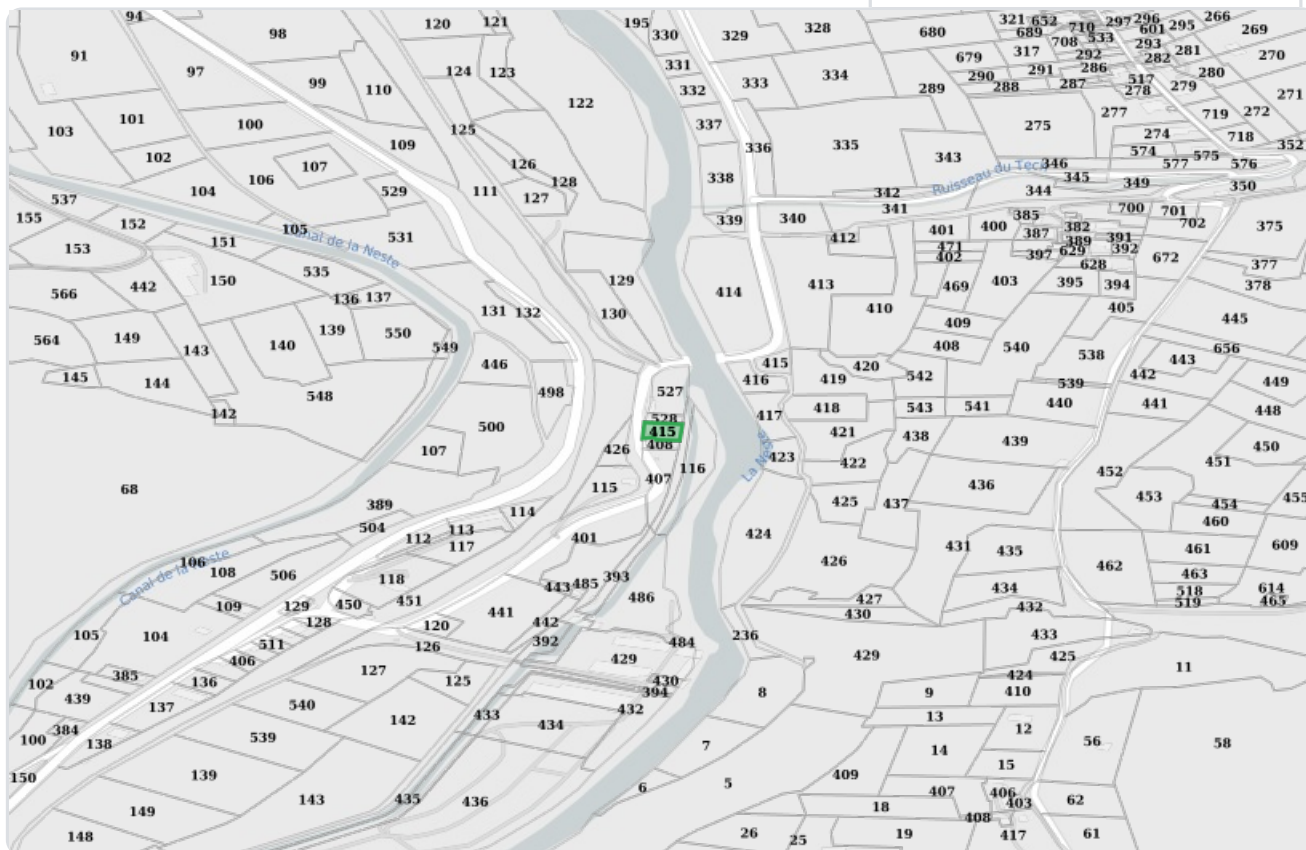 94 98 120 121 195 330 329 328 321 652 710 297 296 266
680 689 533 601 295 269
91 97 124 123 331 317 708 292 293 281 270
99 110 122 332 333 334 679 290 291 286 282 280
289 288 287 517 278 279 271
103 101 100 125 337 335 275 277 719 272
102 109 126 336 343 274 718 352
106 107 128 338 346 574 575 576
104 529 111 127 342 Ruisseau du Tech 345 577
537 344 349 350
155 152 105 339 340 341 385 700 701 702 375
153 151 Canal de la Neste 531 412 401 400 387 382 391
471 402 397 389 629 392 672 377
566 442 150 535 129 414 413 469 403 395 628 394 378
136 137 131 132 130 410 409 405 445
564 149 143 140 139 550 549 408 540 538 656
145 144 446 415 420 443 449
548 498 527 416 419 542 539 442
142 500 528 417 418 543 541 440 441 448
415 421 438 439
107 426 408 423 422 452 451 450
68 407 116 La Neste 436 453 454 455
389 115 425 437 460
504 114 424 431 435 461 609
112 113 401 426 462
106 117 463
108 506 118 443 485 393 434 518 614
Canal de la Neste 451 486 427 519 465
109 129 450 441 430 432
105 104 128 120 442 236 433
511 126 392 484 429 425 11
406 127 429 424
102 385 136 125 430 8 9 410
439 137 540 394
384 142 433 432 13 12
100 138 539 434 7 14 56 58
150 139 5 15
143 435 436 6 409 407 406 62
149 18 403
148 26 25 19 408 417 61